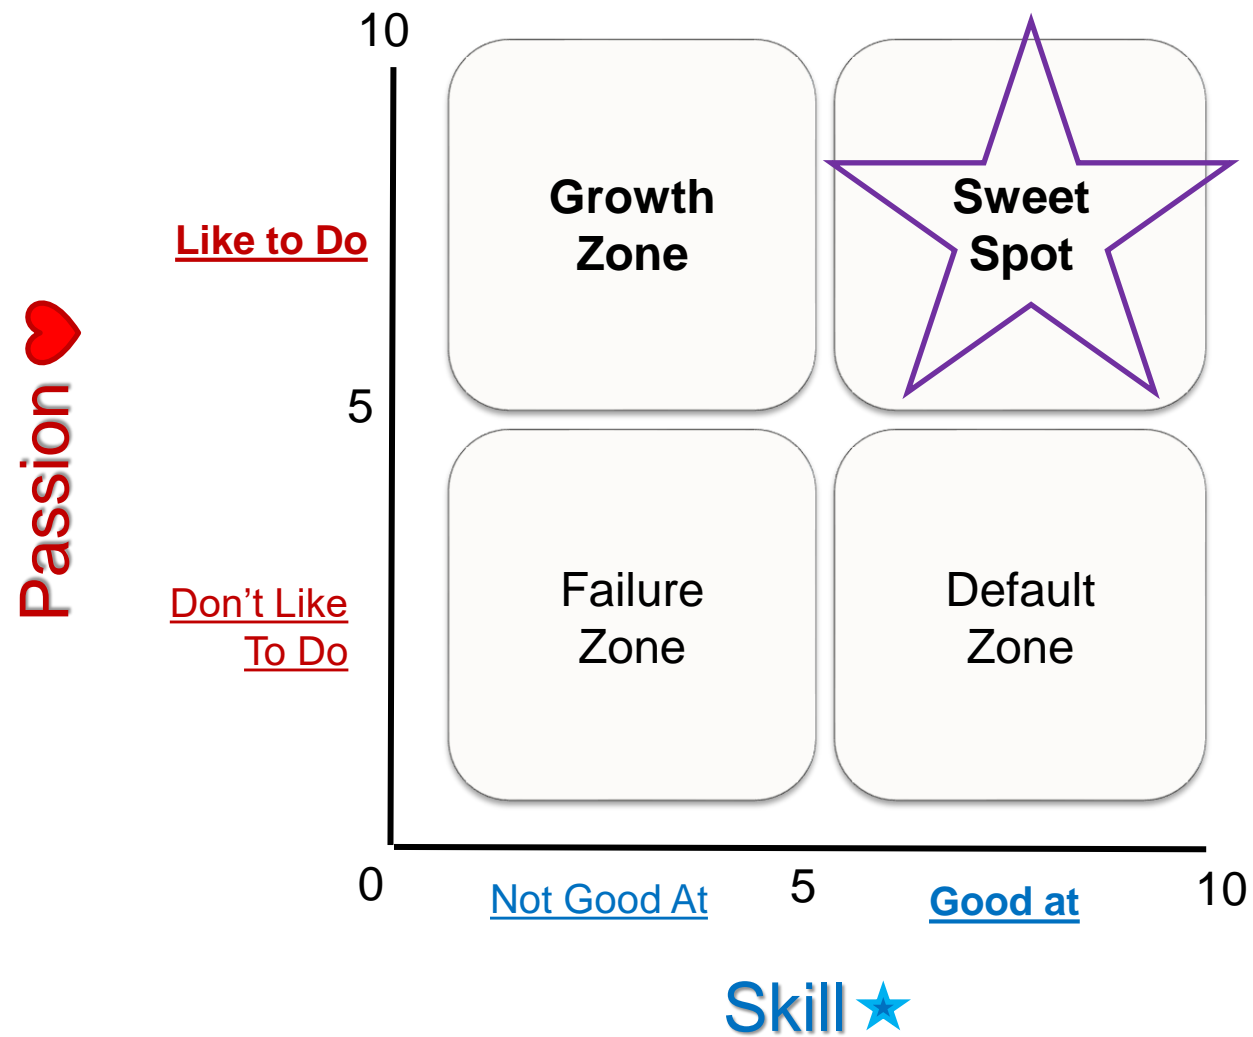 10
Growth
Zone
Sweet
Spot
Like to Do
Passion
5
Don’t Like
To Do
Failure
Zone
Default
Zone
0
Not Good At
5
Good at
10
Skill